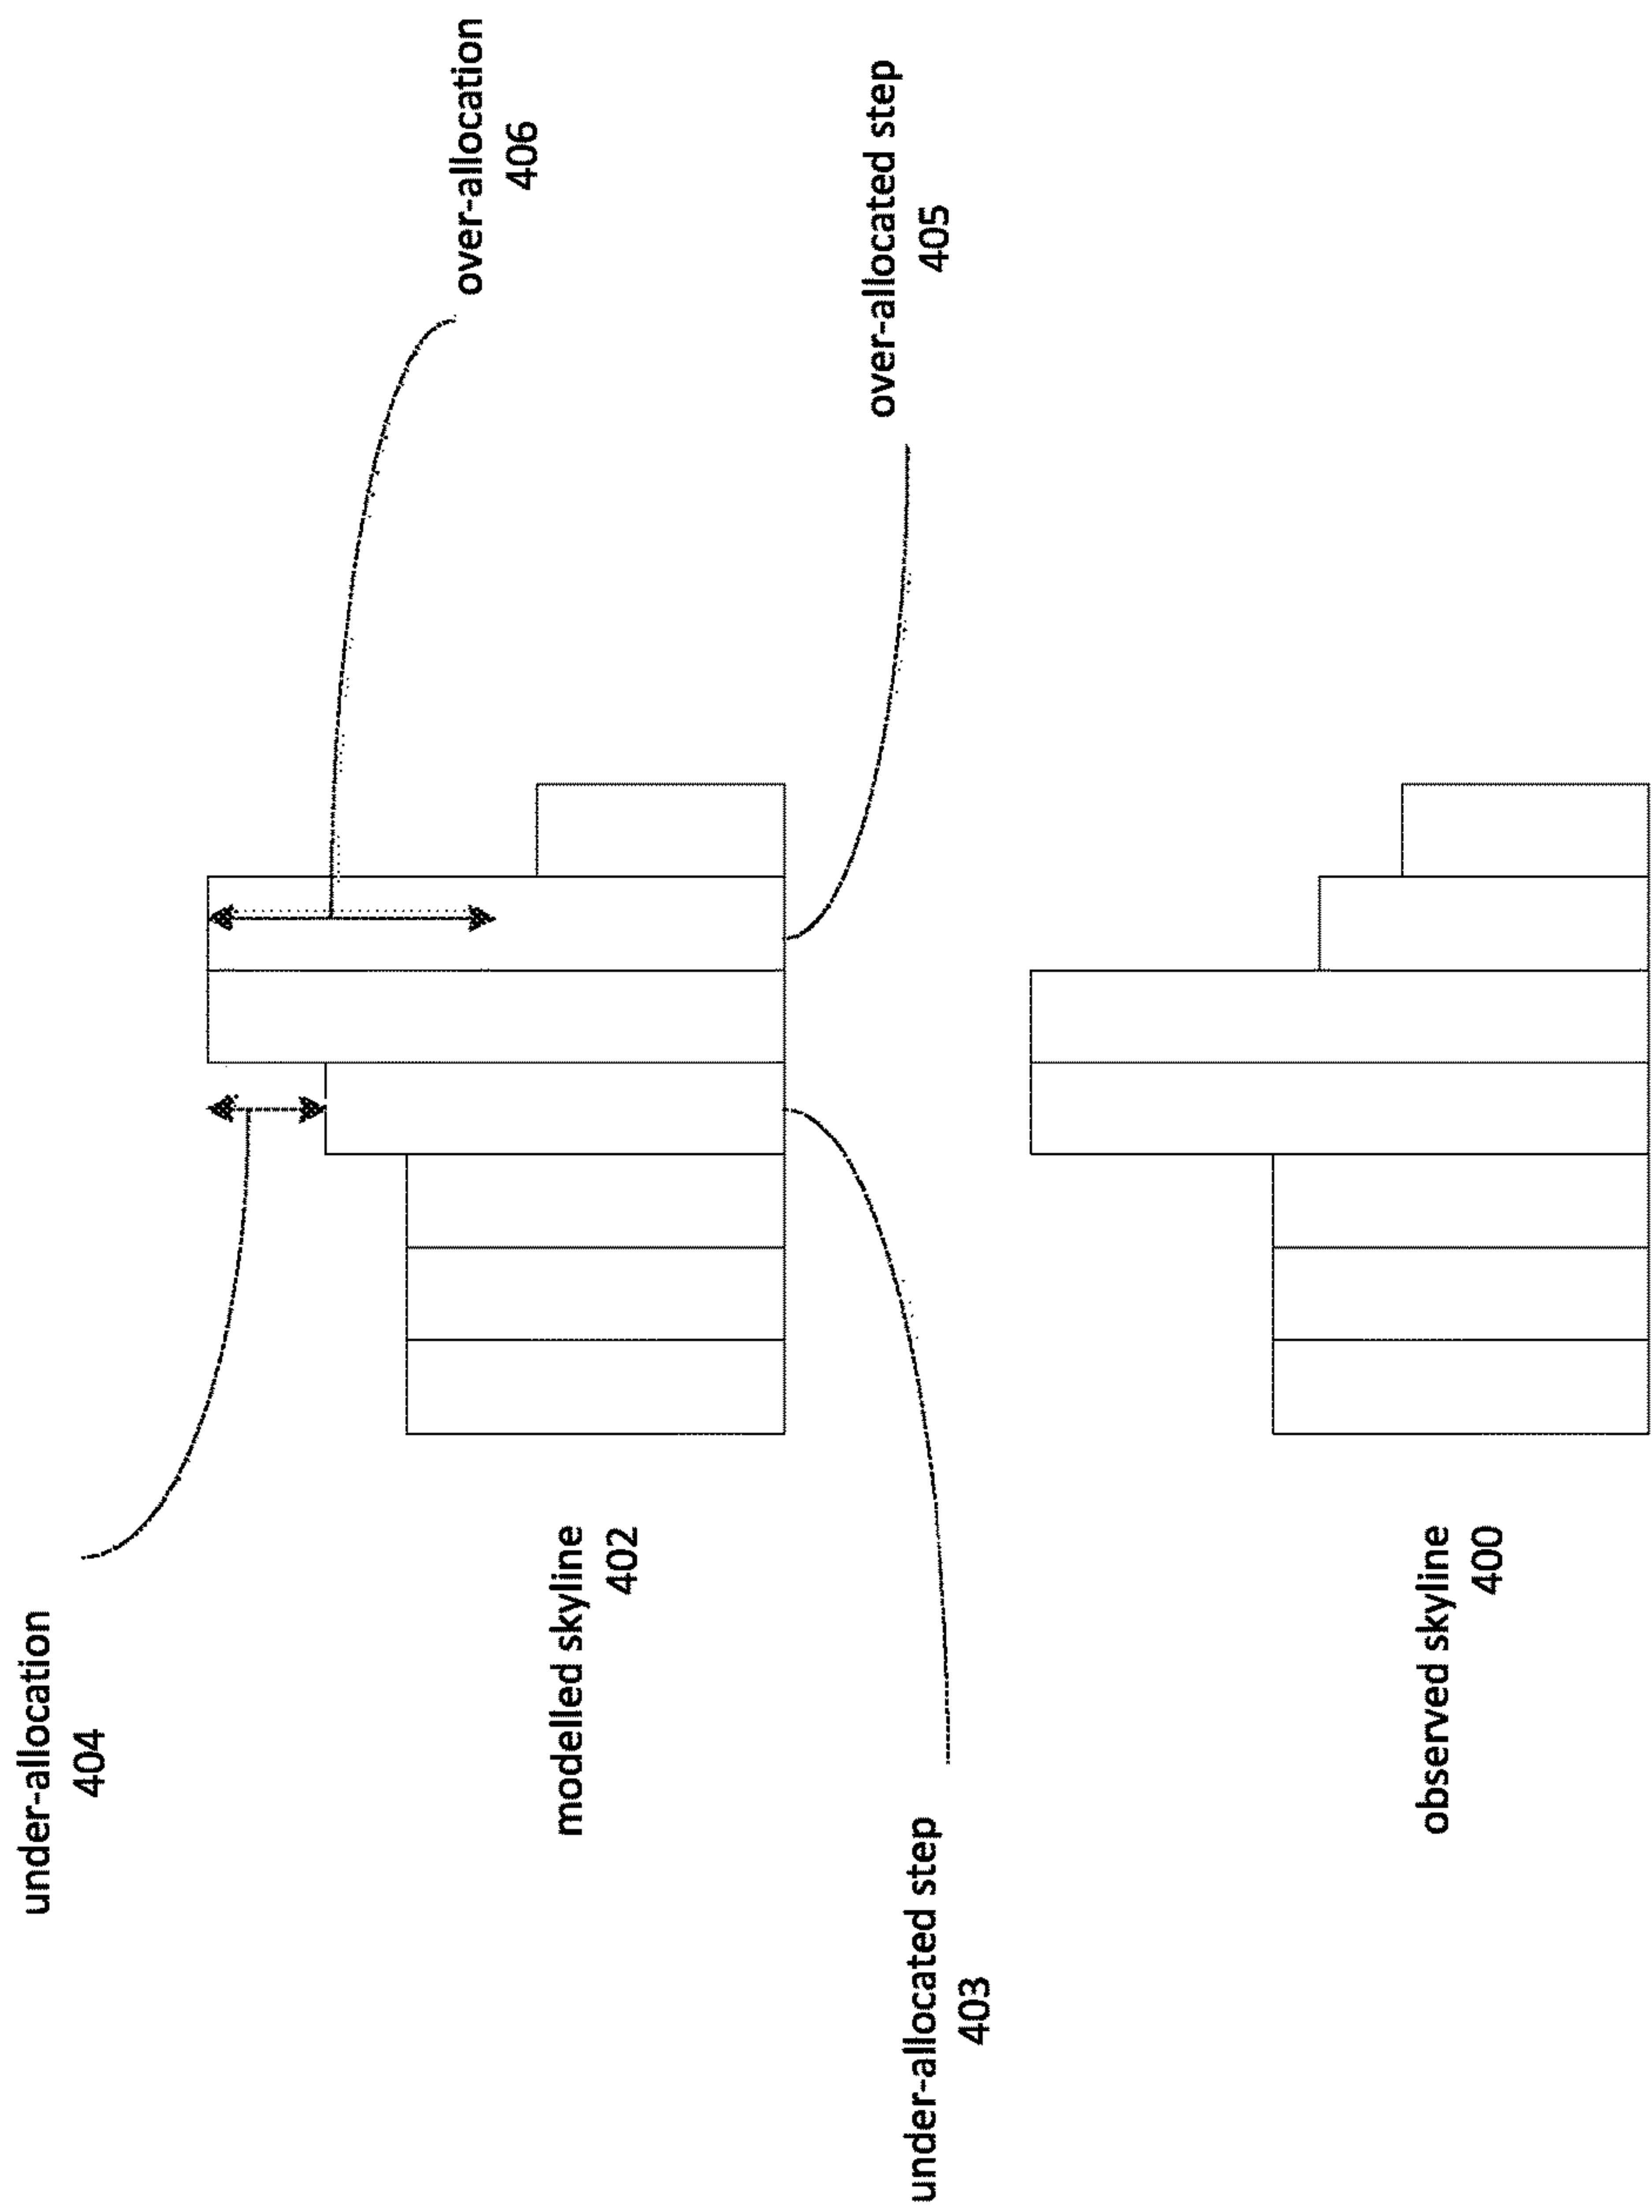 under-allocation
404
over-allocation
406
modelled skyline
402
under-allocated step
403
over-allocated step
405
observed skyline
400